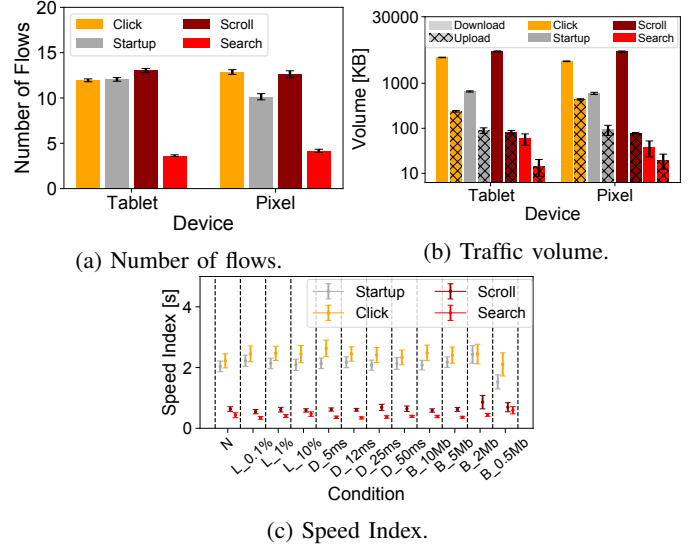 Click
Scroll
Startup
Search
Number of Flows
20
15
10
5
0
Tablet
Pixel
Device
(a) Number of flows.
Download
Click
Scroll
Upload
Startup
Search
Volume [KB]
30000
1000
100
10
Tablet
Pixel
Device
(b) Traffic volume.
Startup
Scroll
Click
Search
Speed Index [s]
4
2
0
N
L_0.1%
L_1%
L_10%
D_5ms
D_12ms
D_25ms
D_50ms
B_10Mb
B_5Mb
B_2Mb
B_0.5Mb
Condition
(c) Speed Index.